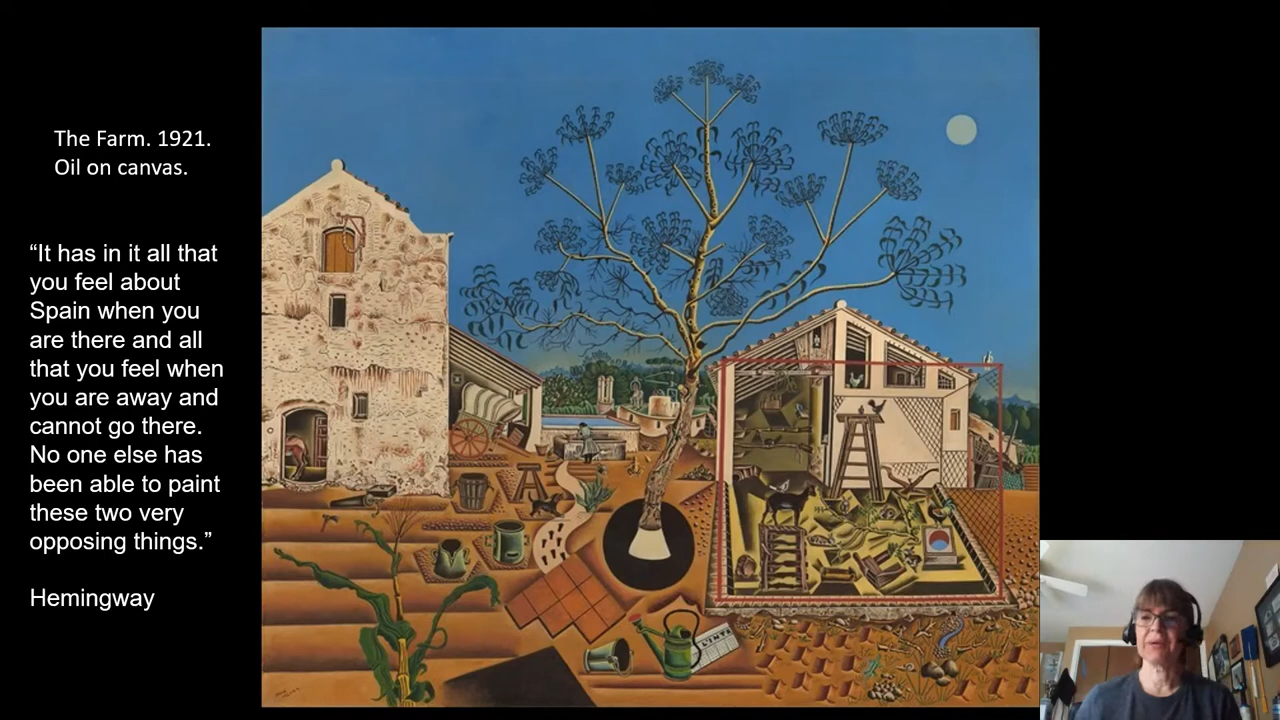 The Farm. 1921.
Oil on canvas.
“It has in it all that
you feel about
Spain when you
are there and all
that you feel when
you are away and
cannot go there.
No one else has
been able to paint
these two very
opposing things.”
Hemingway
L'INTR